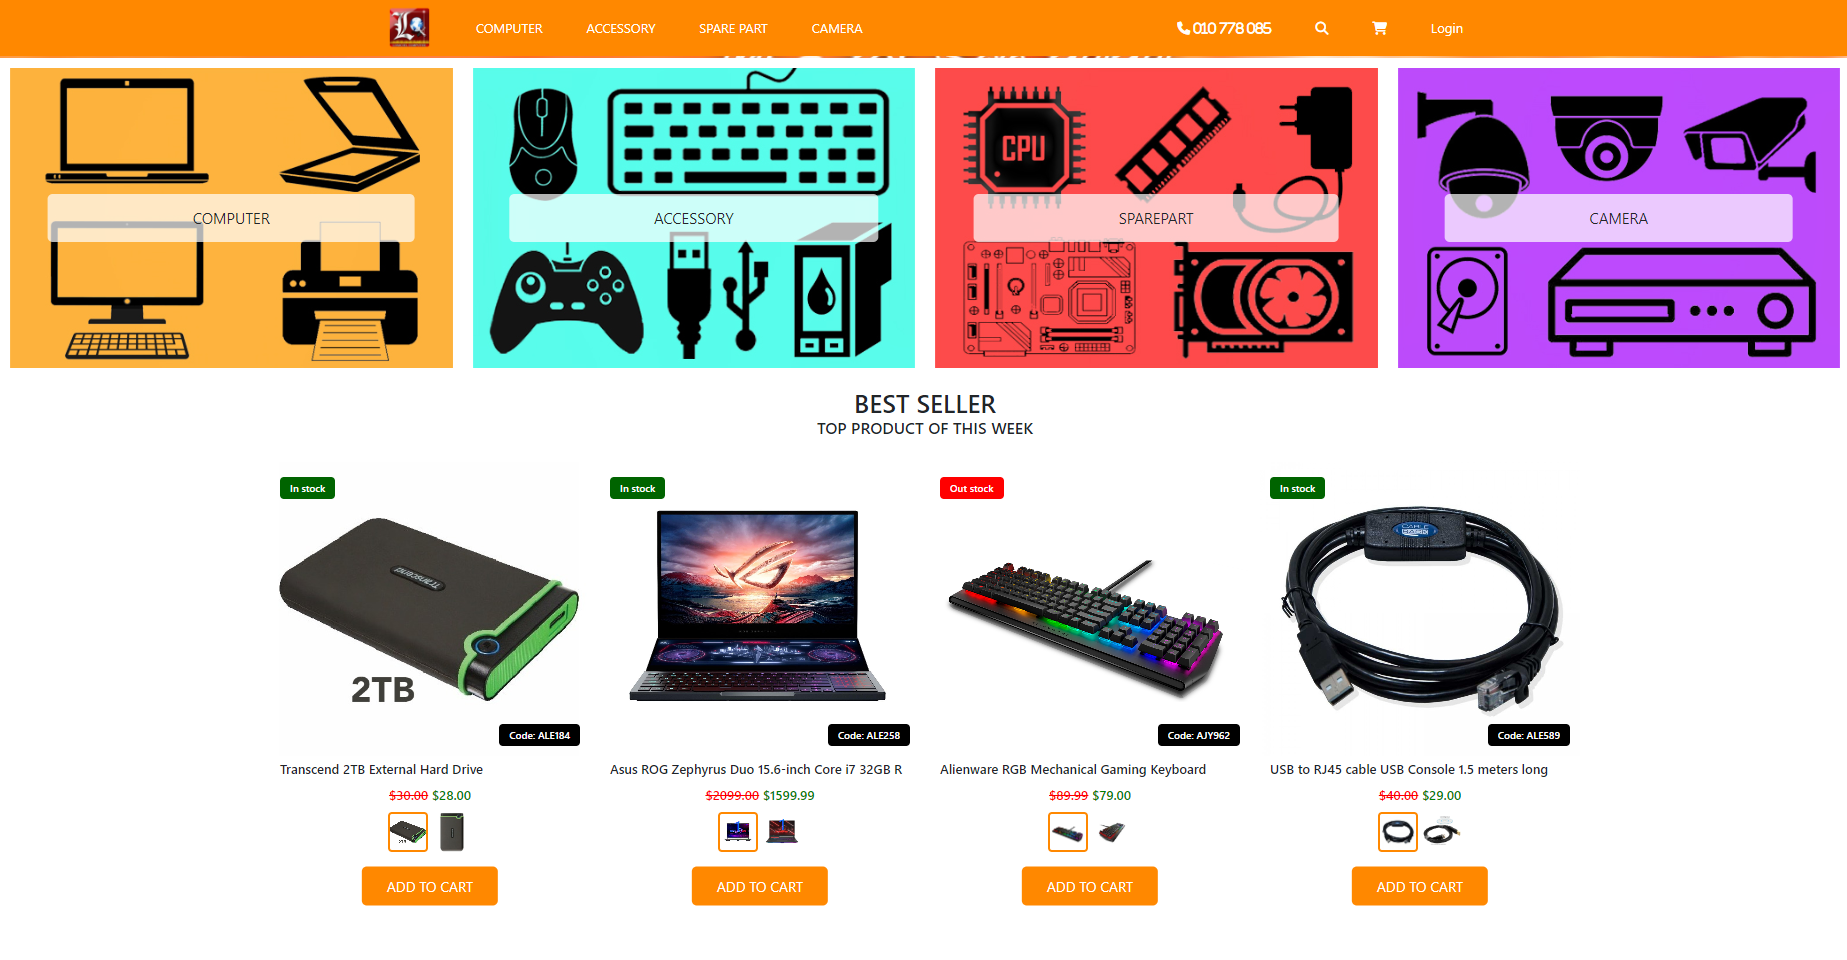 COMPUTER ACCESSORY SPARE PART CAMERA 010 778 085 Login
CPU
COMPUTER ACCESSORY SPAREPART CAMERA
BEST SELLER
TOP PRODUCT OF THIS WEEK
In stock In stock Out stock In stock
Transcend
2TB
CABLE
Code: ALE184 Code: ALE258 Code: AJY962 Code: ALE589
Transcend 2TB External Hard Drive
Asus ROG Zephyrus Duo 15.6-inch Core i7 32GB R
Alienware RGB Mechanical Gaming Keyboard
USB to RJ45 cable USB Console 1.5 meters long
$30.00 $28.00 $2099.00 $1599.99 $89.99 $79.00 $40.00 $29.00
ADD TO CART ADD TO CART ADD TO CART ADD TO CART